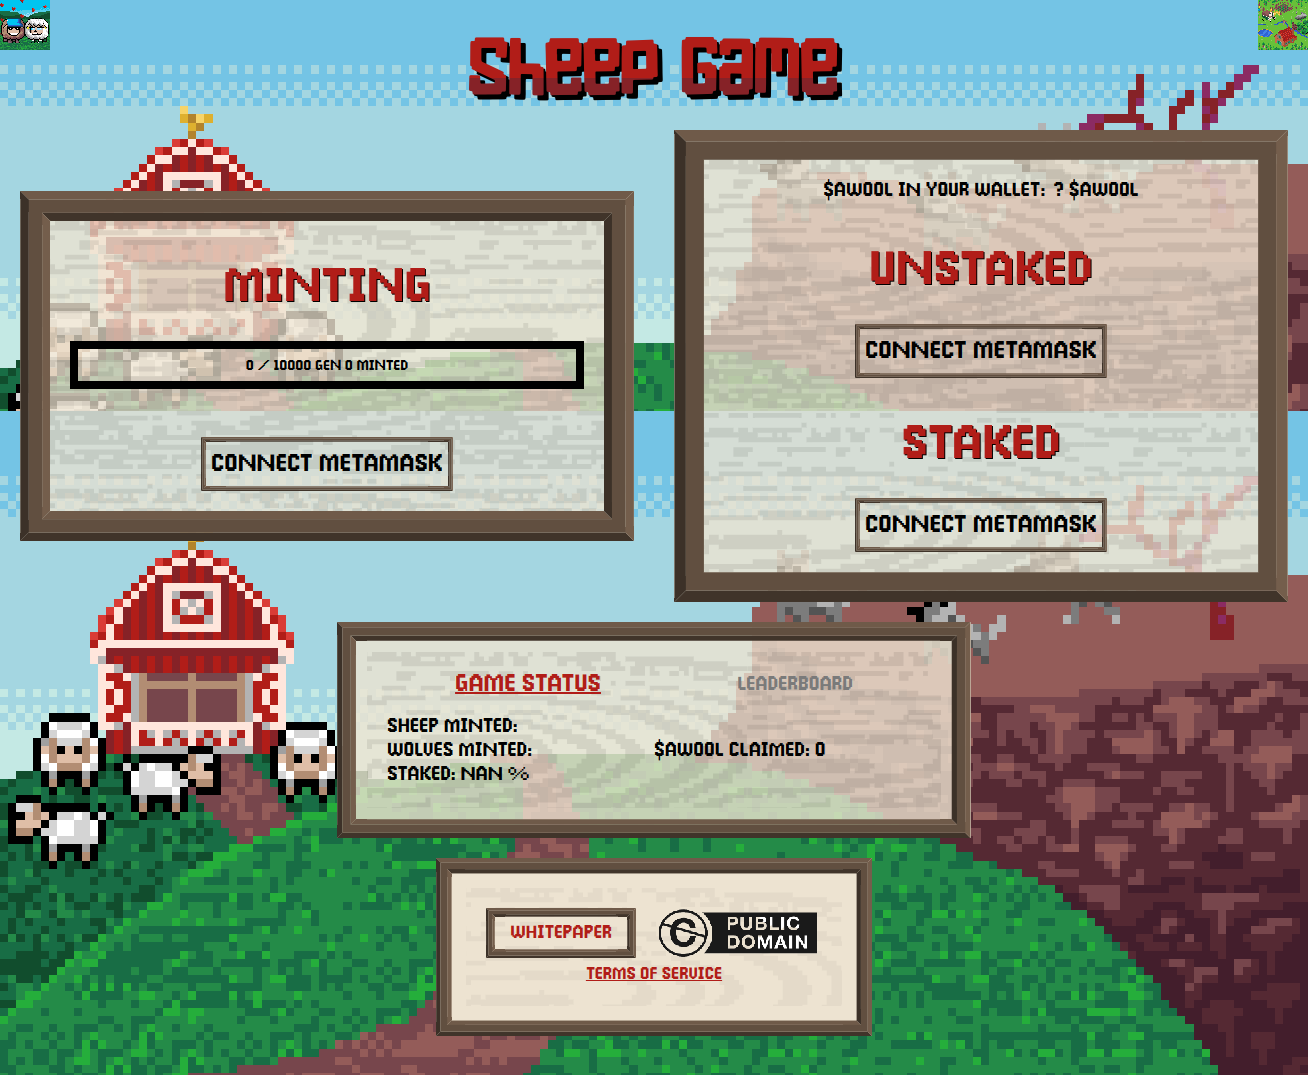 Sheep Game
MINTING
0 / 10000 GEN 0 MINTED
CONNECT METAMASK
$AWOOL IN YOUR WALLET: ? $AWOOL
UNSTAKED
CONNECT METAMASK
STAKED
CONNECT METAMASK
GAME STATUS
LEADERBOARD
SHEEP MINTED:
WOLVES MINTED:
$AWOOL CLAIMED: 0
STAKED: NAN %
WHITEPAPER
PUBLIC
DOMAIN
TERMS OF SERVICE